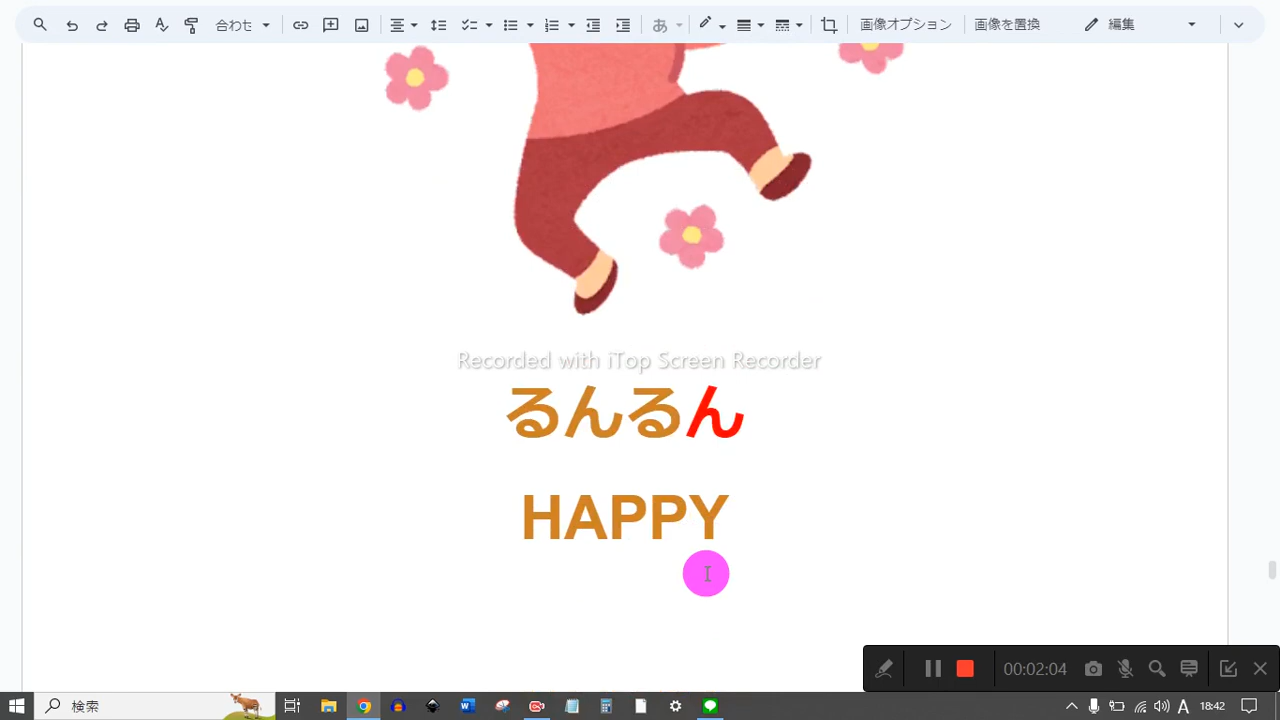 合わせ
あ
画像オプション
画像を置換
編集
Recorded with iTop Screen Recorder
るんるん
HAPPY
00:02:04
検索
A
18:42